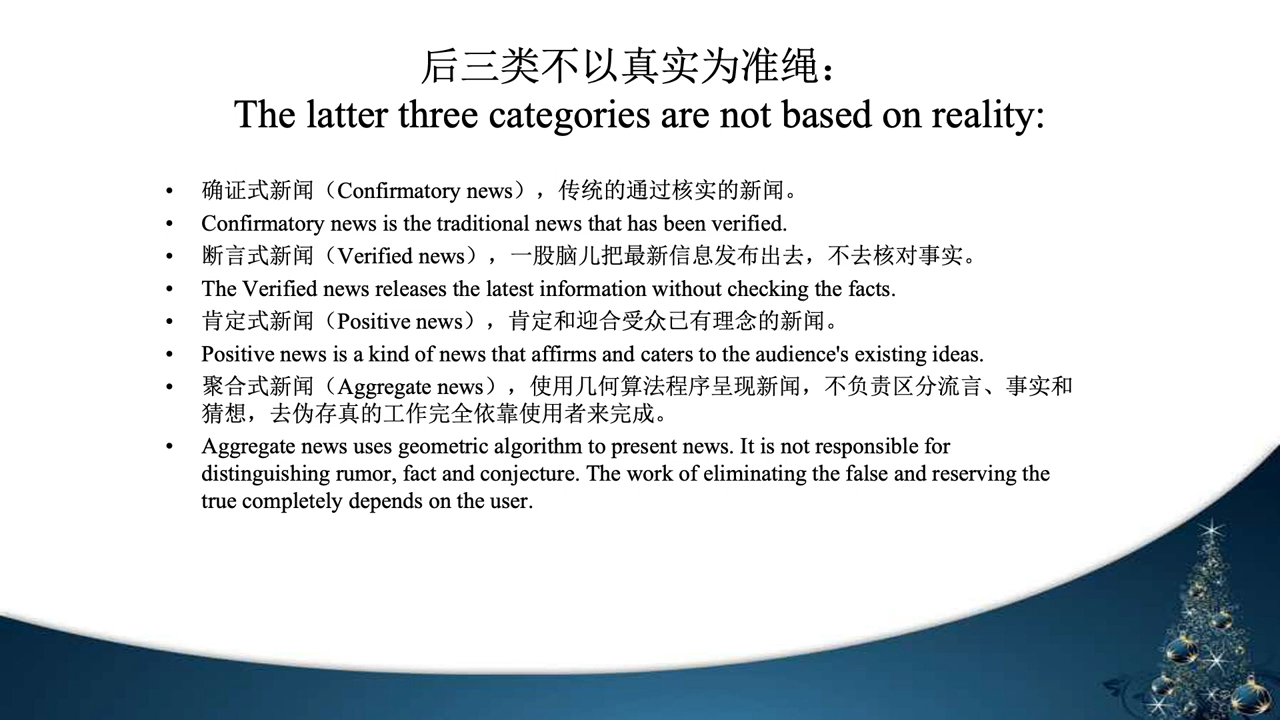 后三类不以真实为准绳：
The latter three categories are not based on reality:
• 确证式新闻（Confirmatory news），传统的通过核实的新闻。
• Confirmatory news is the traditional news that has been verified.
• 断言式新闻（Verified news），一股脑儿把最新信息发布出去，不去核对事实。
• The Verified news releases the latest information without checking the facts.
• 肯定式新闻（Positive news），肯定和迎合受众已有理念的新闻。
• Positive news is a kind of news that affirms and caters to the audience's existing ideas.
• 聚合式新闻（Aggregate news），使用几何算法程序呈现新闻，不负责区分流言、事实和
猜想，去伪存真的工作完全依靠使用者来完成。
• Aggregate news uses geometric algorithm to present news. It is not responsible for
distinguishing rumor, fact and conjecture. The work of eliminating the false and reserving the
true completely depends on the user.